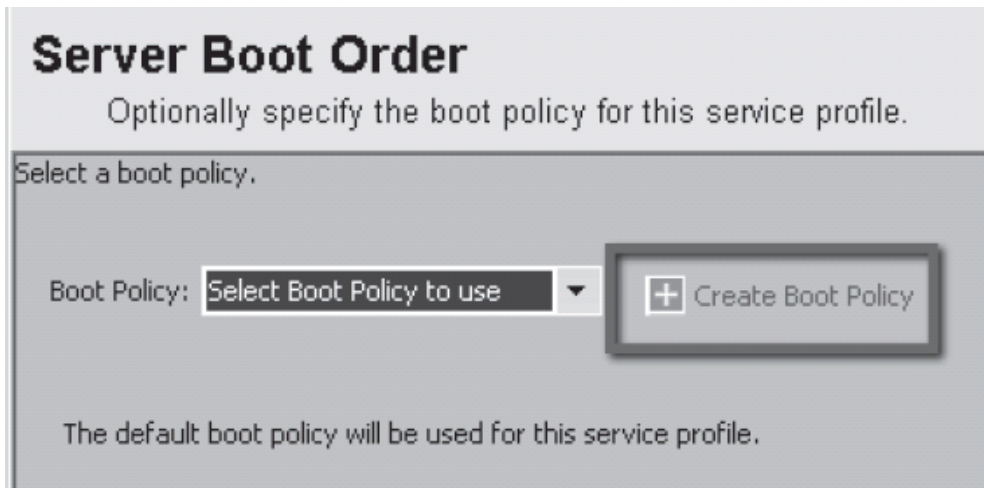 Server Boot Order
Optionally specify the boot policy for this service profile.
Select a boot policy.
Boot Policy: Select Boot Policy to use Create Boot Policy
The default boot policy will be used for this service profile.